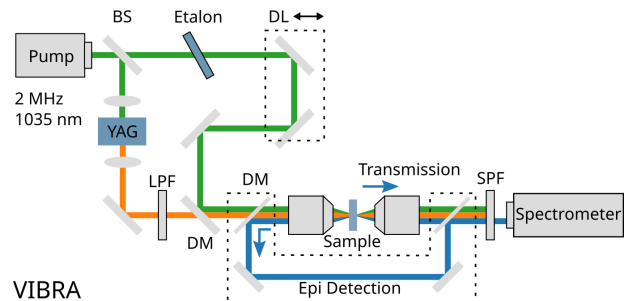 BS
Etalon
DL
Pump
2 MHz
1035 nm
YAG
LPF
DM
Transmission
SPF
Spectrometer
DM
Sample
Epi Detection
VIBRA